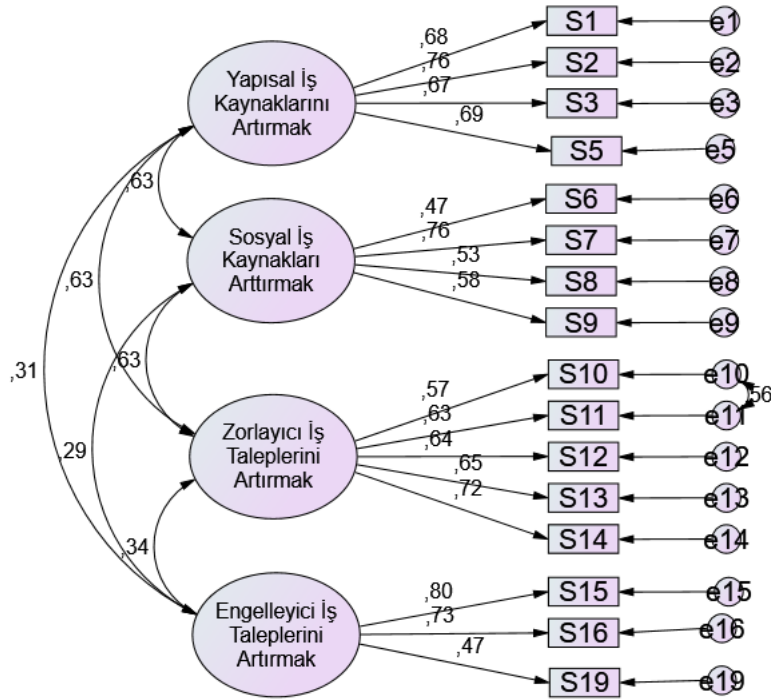 Yapısal İş
Kaynaklarını
Artırmak
,68
,76
,67
,69
S1
S2
S3
S5
e1
e2
e3
e5
,63
Sosyal İş
Kaynakları
Arttırmak
,47
,76
,53
,58
S6
S7
S8
S9
e6
e7
e8
e9
,63
,63
,31
,29
Zorlayıcı İş
Taleplerini
Artırmak
,57
,63
,64
,65
,72
S10
S11
S12
S13
S14
e10
e11
e12
e13
e14
,56
,34
Engelleyici İş
Taleplerini
Artırmak
,80
,73
,47
S15
S16
S19
e15
e16
e19